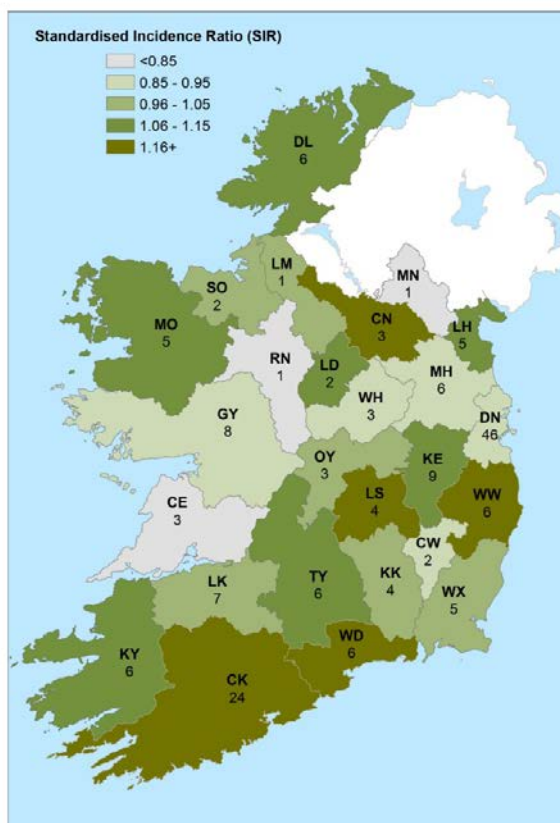 Standardised Incidence Ratio (SIR)
<0.85
0.85 - 0.95
0.96 - 1.05
1.06 - 1.15
1.16+
DL
6
LM
1
SO
2
MN
1
CN
3
MO
5
LH
5
RN
1
LD
2
MH
6
WH
3
GY
8
DN
46
OY
3
KE
9
LS
4
WW
6
CE
3
CW
2
LK
7
TY
6
KK
4
WX
5
WD
6
KY
6
CK
24